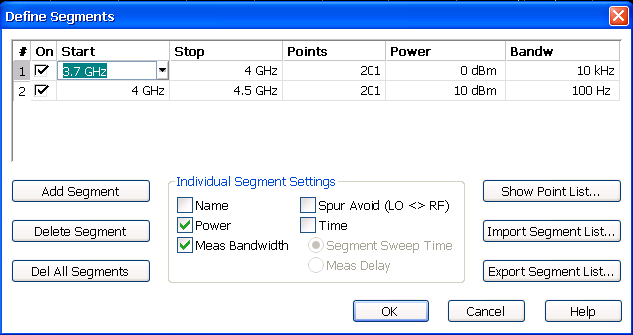 Define Segments
# On Start Stop Points Power Bandw
1 3.7 GHz 4 GHz 201 0 dBm 10 kHz
2 4 GHz 4.5 GHz 201 10 dBm 100 Hz
Individual Segment Settings
Add Segment Name Spur Avoid (LO <> RF) Show Point List...
Delete Segment Power Time Import Segment List...
Meas Bandwidth Segment Sweep Time
Del All Segments Meas Delay Export Segment List...
OK Cancel Help